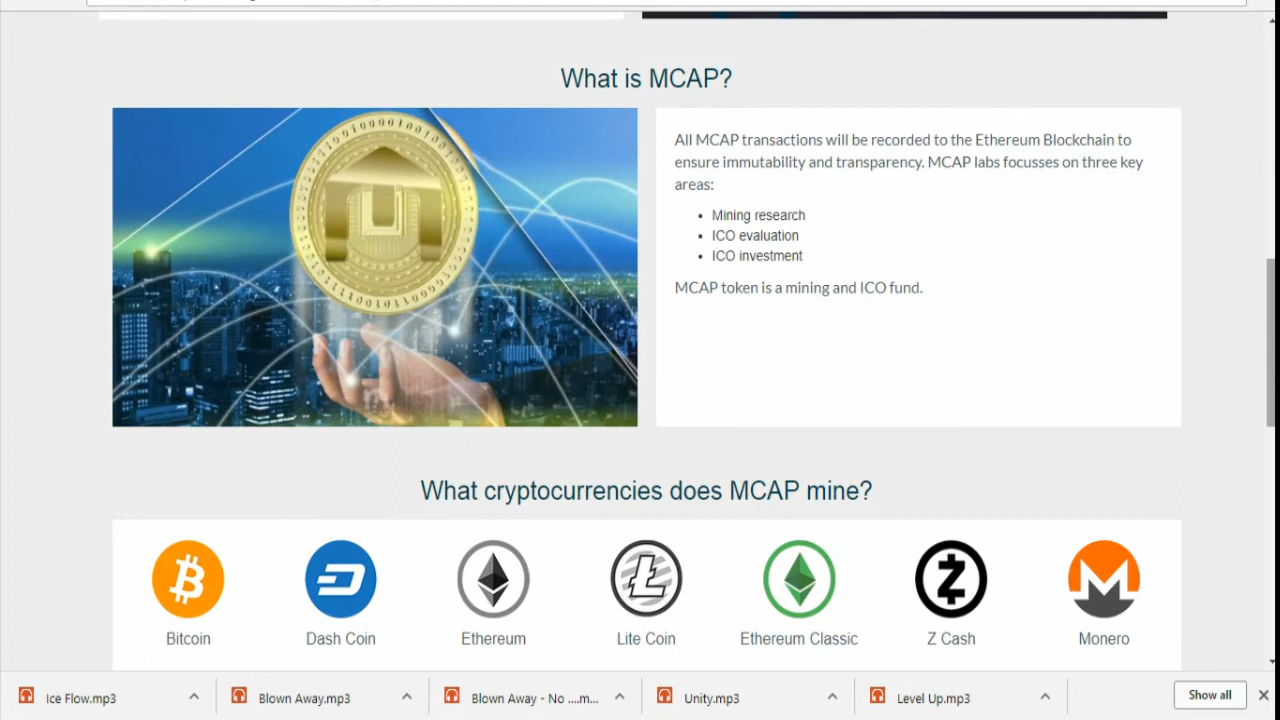 What is MCAP?
All MCAP transactions will be recorded to the Ethereum Blockchain to
ensure immutability and transparency. MCAP labs focusses on three key
areas:
• Mining research
• ICO evaluation
• ICO investment
MCAP token is a mining and ICO fund.
What cryptocurrencies does MCAP mine?
Bitcoin
Dash Coin
Ethereum
Lite Coin
Ethereum Classic
Z Cash
Monero
Ice Flow.mp3
Blown Away.mp3
Blown Away - No ....m...
Unity.mp3
Level Up.mp3
Show all